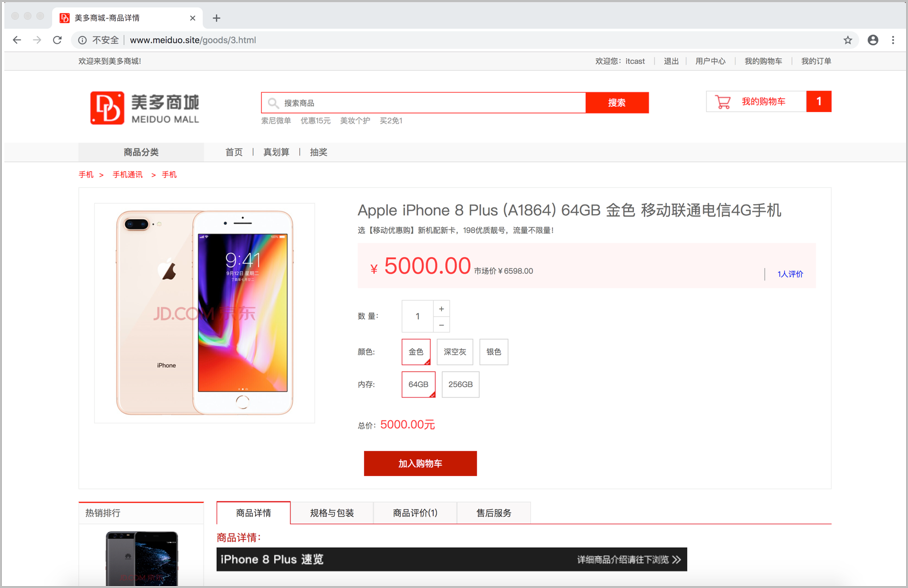 美多商城-商品详情
不安全 | www.meiduo.site/goods/3.html
欢迎来到美多商城!
欢迎您: itcast | 退出 | 用户中心 | 我的购物车 | 我的订单
美多商城
MEIDUO MALL
搜索商品
搜索
索尼微单 优惠15元 美妆个护 买2免1
我的购物车 1
商品分类 首页 | 真划算 | 抽奖
手机 > 手机通讯 > 手机
9:41
9月12日 星期二
JD.COM 京东
iPhone
Apple iPhone 8 Plus (A1864) 64GB 金色 移动联通电信4G手机
选【移动优惠购】新机配新卡，198优质靓号，流量不限量！
¥ 5000.00 市场价¥6598.00
1人评价
数 量: 1 + −
颜色: 金色 深空灰 银色
内存: 64GB 256GB
总价: 5000.00元
加入购物车
热销排行
商品详情 规格与包装 商品评价(1) 售后服务
商品详情:
iPhone 8 Plus 速览 详细商品介绍请往下浏览 >>